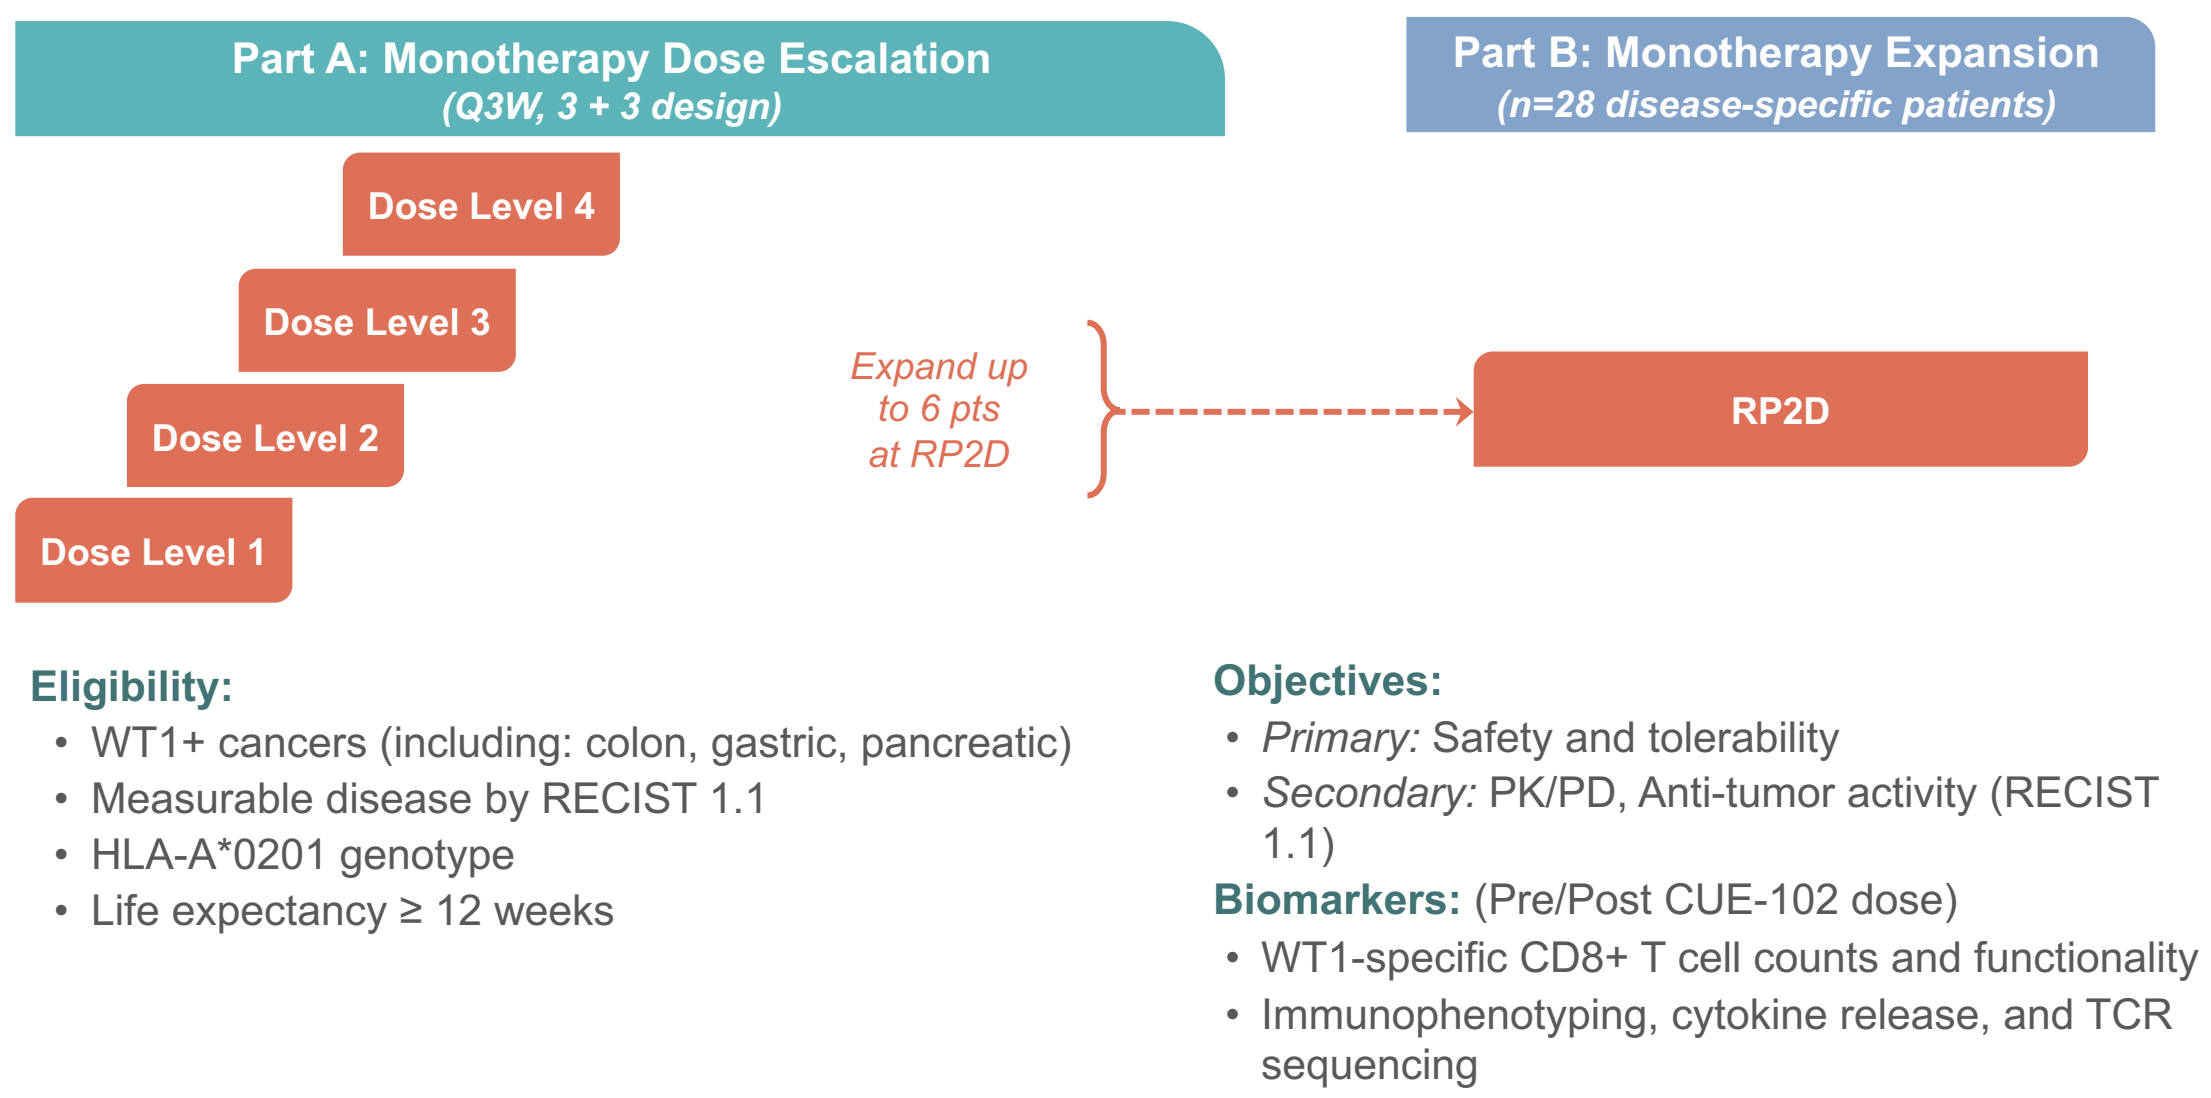 Part A: Monotherapy Dose Escalation
(Q3W, 3 + 3 design)
Part B: Monotherapy Expansion
(n=28 disease-specific patients)
Dose Level 4
Dose Level 3
Dose Level 2
Dose Level 1
Expand up
to 6 pts
at RP2D
RP2D
Eligibility:
• WT1+ cancers (including: colon, gastric, pancreatic)
• Measurable disease by RECIST 1.1
• HLA-A*0201 genotype
• Life expectancy ≥ 12 weeks
Objectives:
• Primary: Safety and tolerability
• Secondary: PK/PD, Anti-tumor activity (RECIST
1.1)
Biomarkers: (Pre/Post CUE-102 dose)
• WT1-specific CD8+ T cell counts and functionality
• Immunophenotyping, cytokine release, and TCR
sequencing